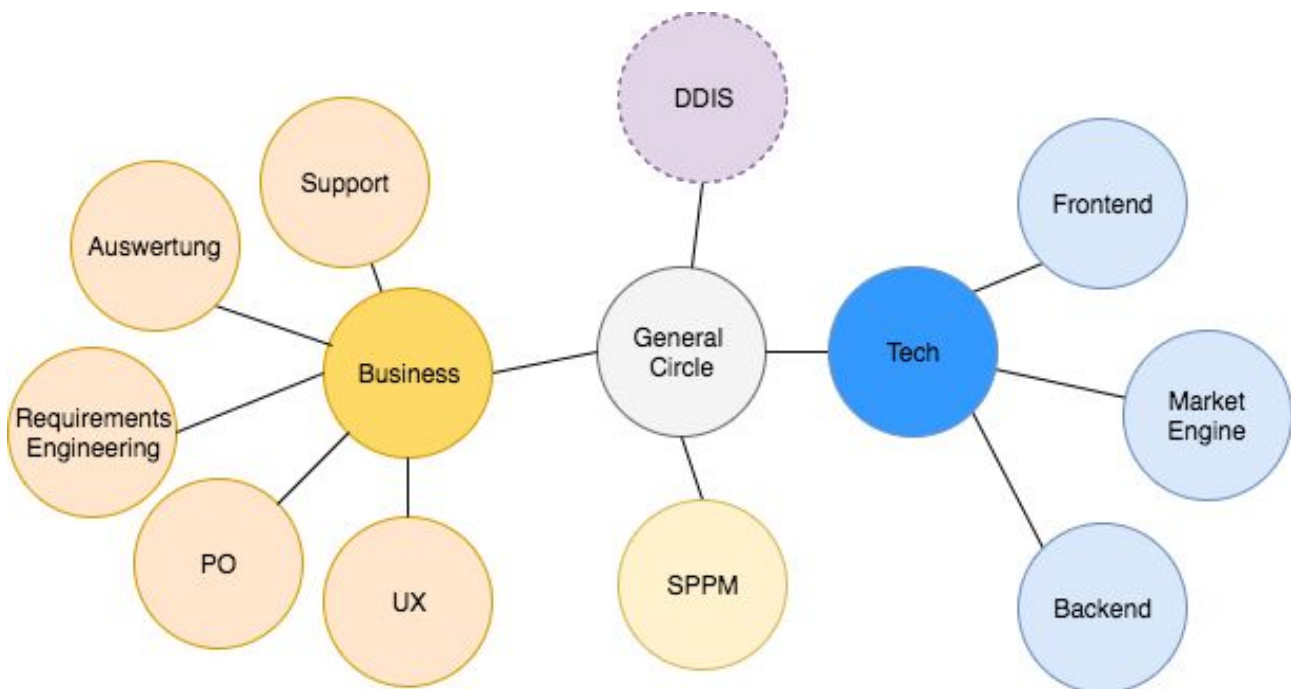 DDIS
Support
Frontend
Auswertung
General
Circle
Tech
Business
Requirements
Engineering
Market
Engine
PO
UX
SPPM
Backend